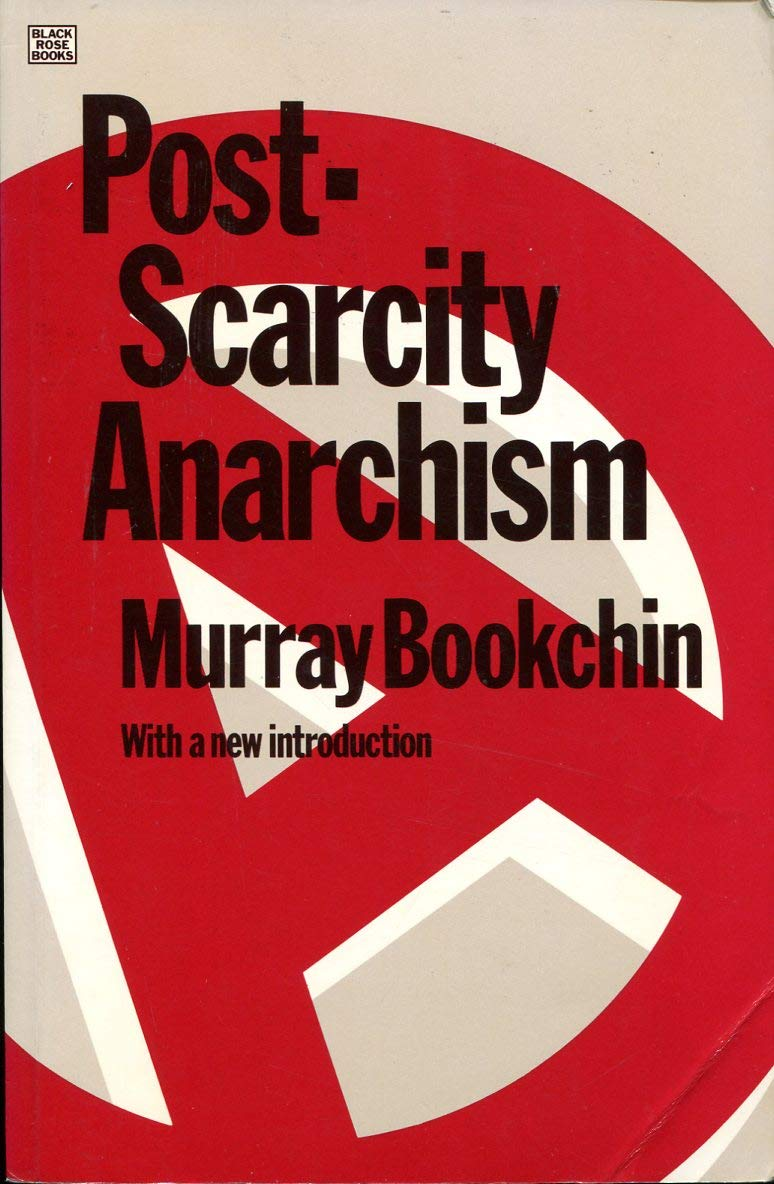 BLACK
ROSE
BOOKS
Post-
Scarcity
Anarchism
Murray Bookchin
With a new introduction